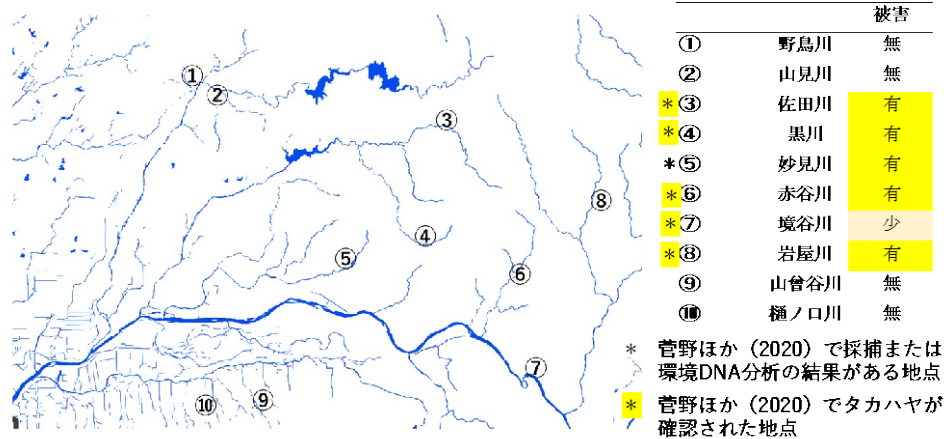 被害
① 野鳥川 無
② 山見川 無
*③ 佐田川 有
*④ 黒川 有
*⑤ 妙見川 有
*⑥ 赤谷川 有
*⑦ 境谷川 少
*⑧ 岩屋川 有
⑨ 山曾谷川 無
⑩ 樋ノ口川 無
* 菅野ほか（2020）で採捕または
環境DNA分析の結果がある地点
* 菅野ほか（2020）でタカハヤが
確認された地点
①
②
③
⑧
④
⑤
⑥
⑦
⑩
⑨